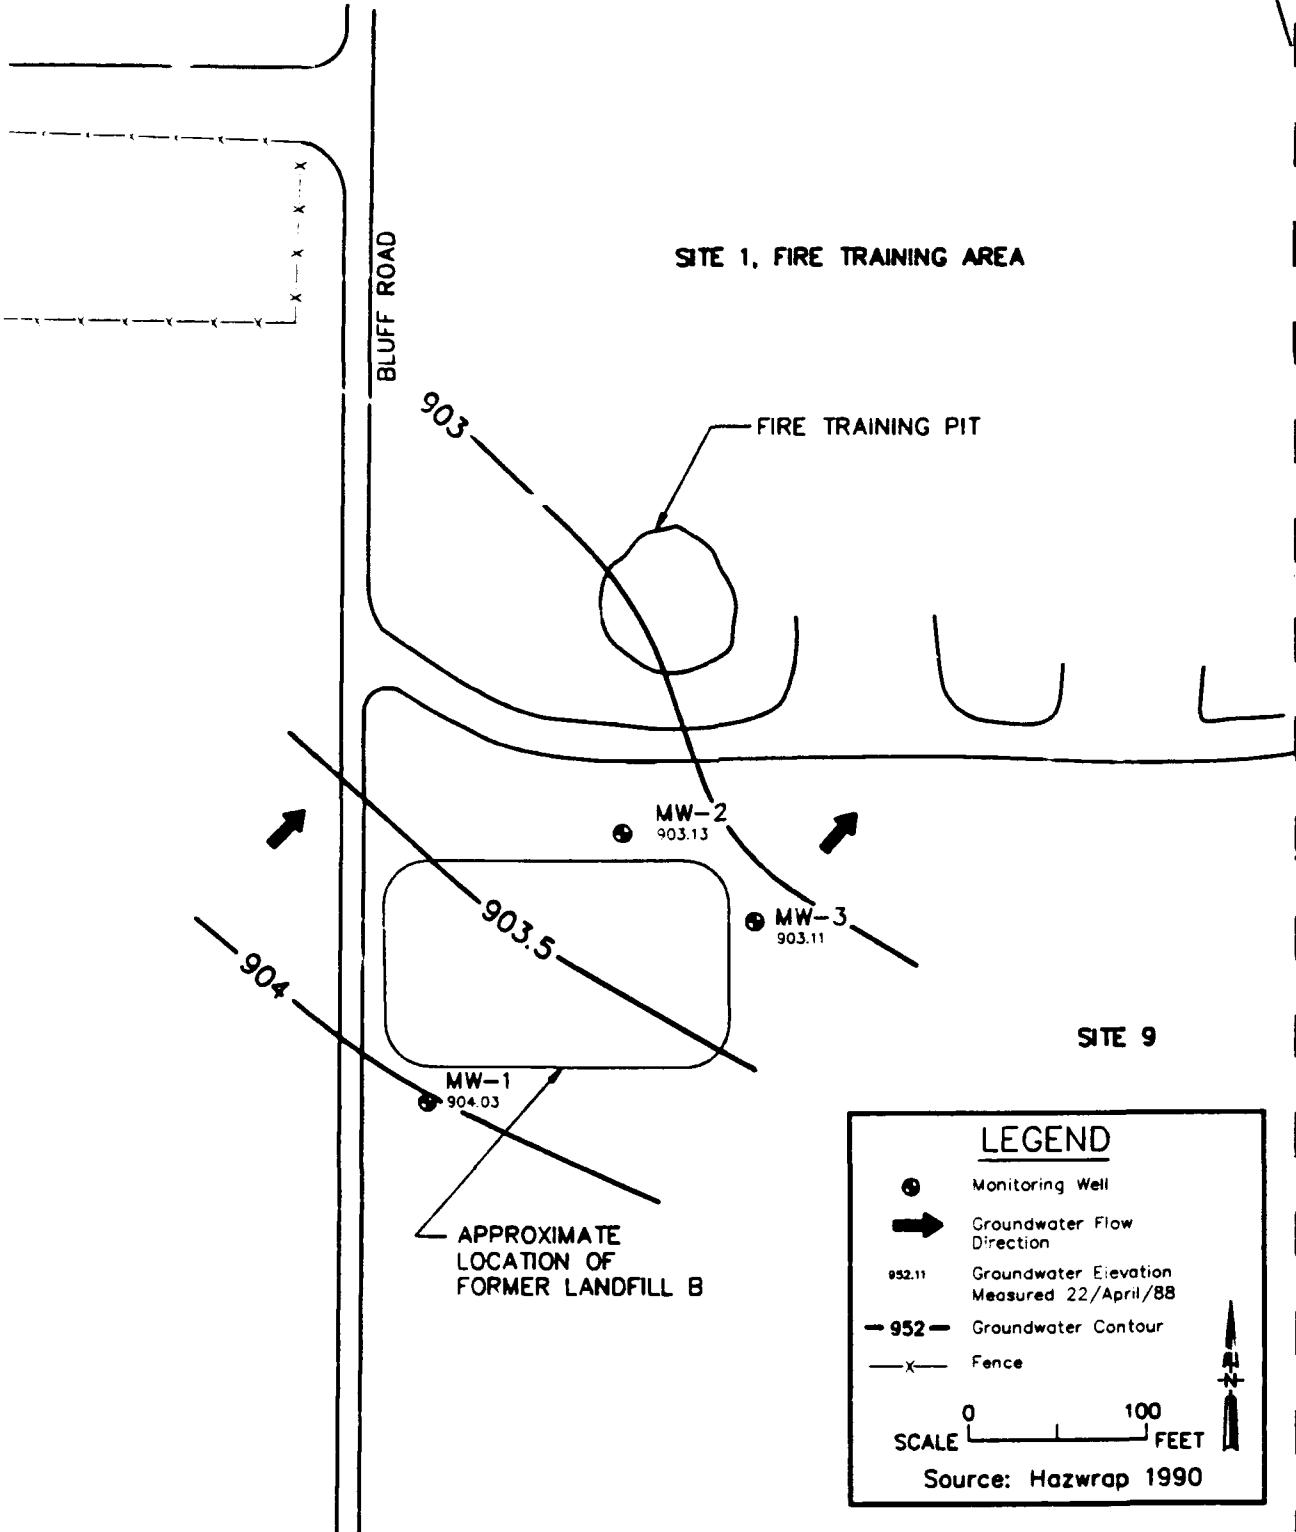 BLUFF ROAD
SITE 1, FIRE TRAINING AREA
903
FIRE TRAINING PIT
MW-2
903.13
903.5
MW-3
903.11
904
SITE 9
MW-1
904.03
APPROXIMATE
LOCATION OF
FORMER LANDFILL B
LEGEND
Monitoring Well
Groundwater Flow
Direction
952.11
Groundwater Elevation
Measured 22/April/88
952
Groundwater Contour
X
Fence
N
0 100
SCALE FEET
Source: Hazwrap 1990